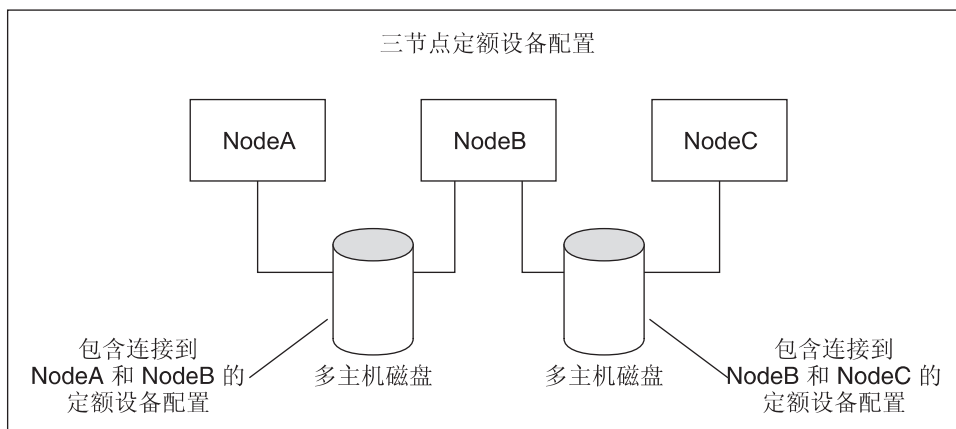 三节点定额设备配置
NodeA
NodeB
NodeC
包含连接到
NodeA 和 NodeB 的
定额设备配置
多主机磁盘
多主机磁盘
包含连接到
NodeB 和 NodeC 的
定额设备配置